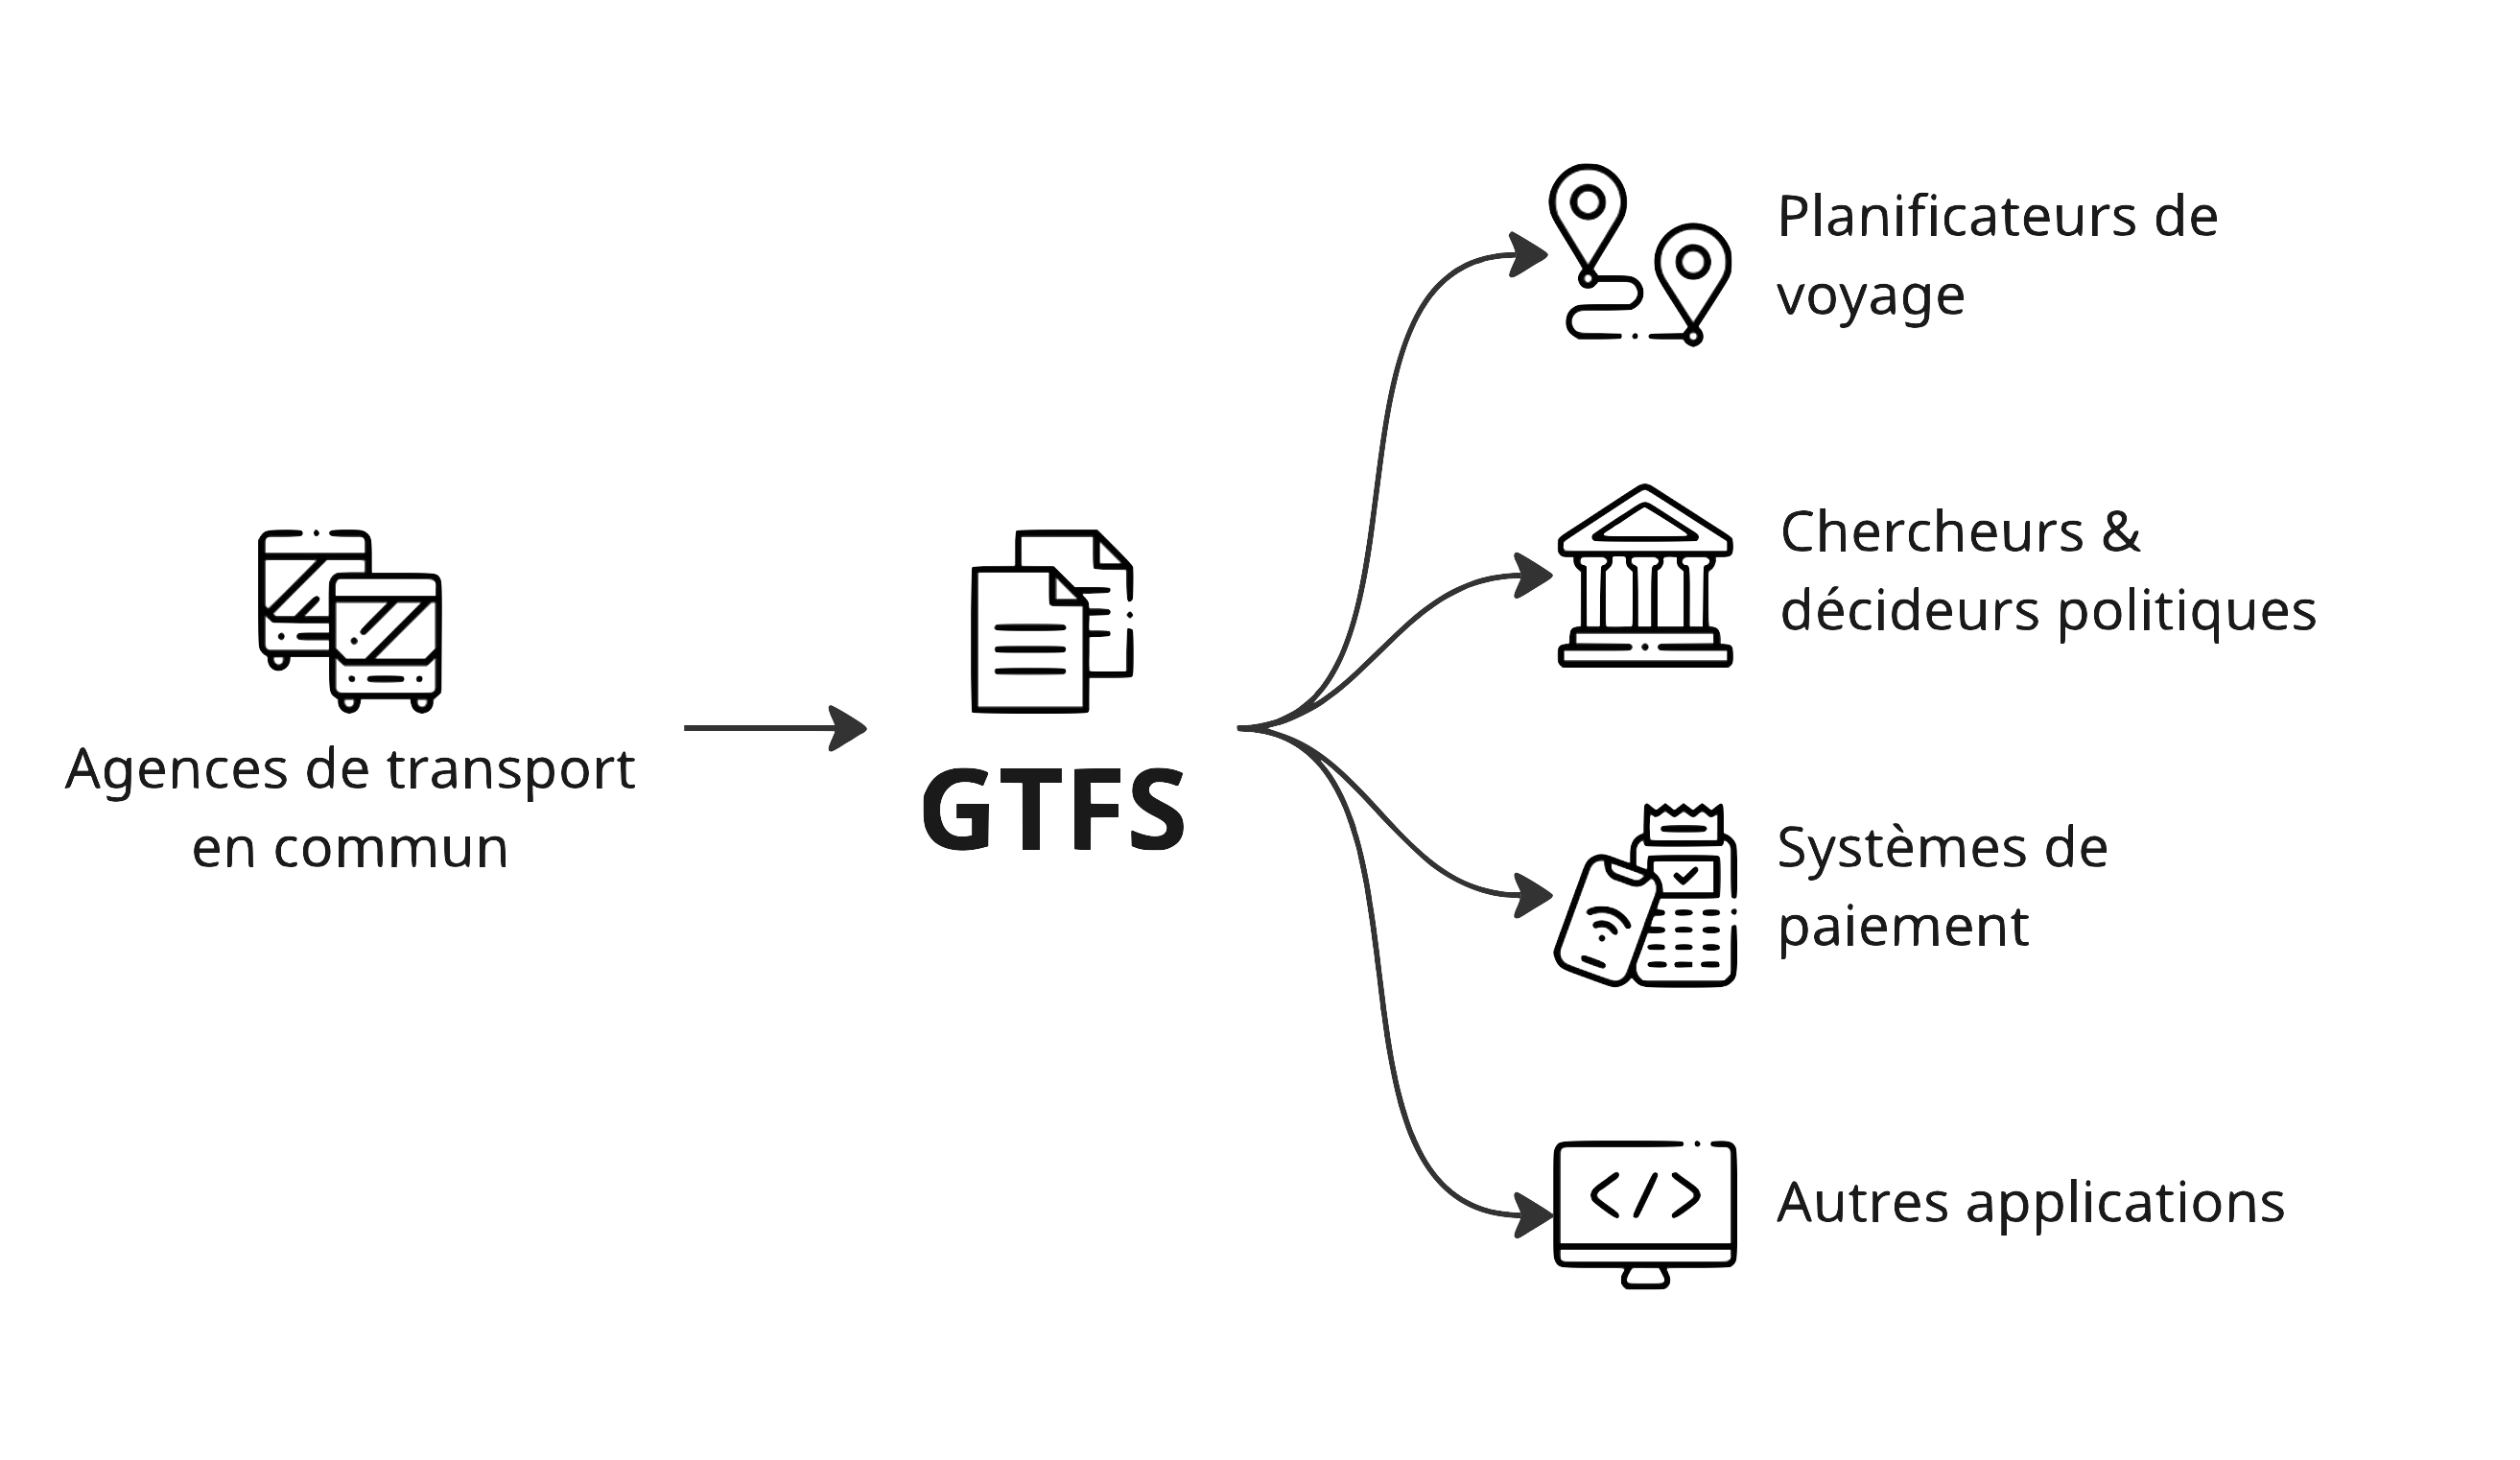 Agences de transport
en commun
GTFS
Planificateurs de
voyage
Chercheurs &
décideurs politiques
Systèmes de
paiement
</>
Autres applications